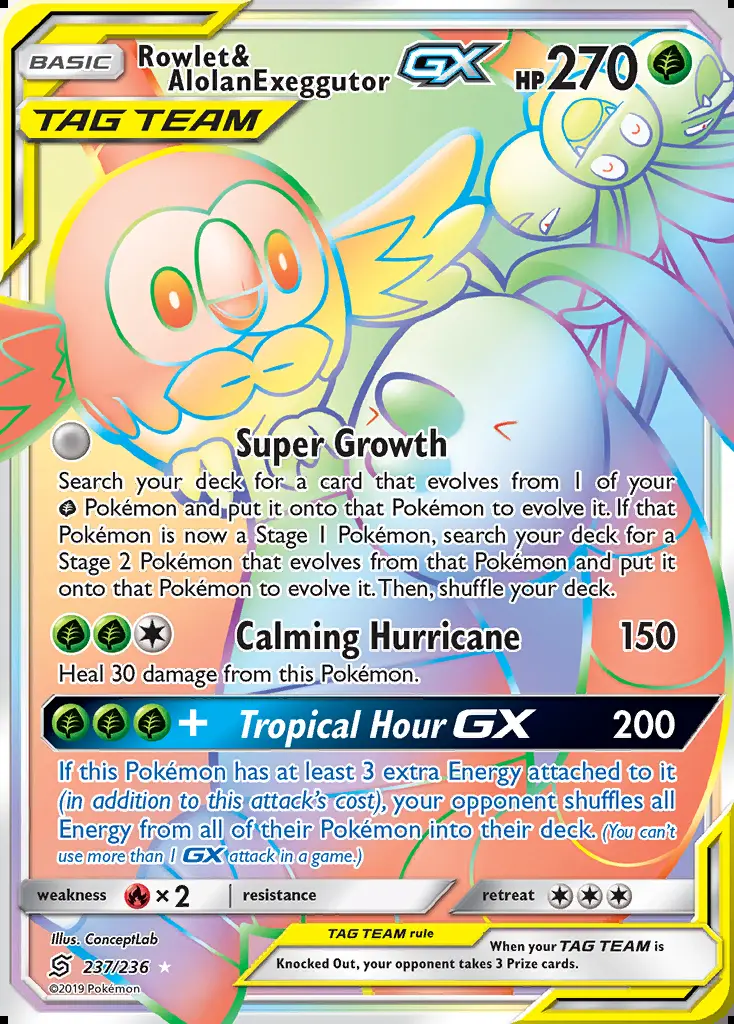 BASIC
Rowlet&
AlolanExeggutor GX
HP270
TAG TEAM
Super Growth
Search your deck for a card that evolves from 1 of your
Pokémon and put it onto that Pokémon to evolve it. If that
Pokémon is now a Stage 1 Pokémon, search your deck for a
Stage 2 Pokémon that evolves from that Pokémon and put it
onto that Pokémon to evolve it. Then, shuffle your deck.
Calming Hurricane 150
Heal 30 damage from this Pokémon.
+ Tropical Hour GX 200
If this Pokémon has at least 3 extra Energy attached to it
(in addition to this attack's cost), your opponent shuffles all
Energy from all of their Pokémon into their deck. (You can't
use more than 1 GX attack in a game.)
weakness ×2 resistance retreat
Illus. ConceptLab
237/236
©2019 Pokémon
TAG TEAM rule
When your TAG TEAM is
Knocked Out, your opponent takes 3 Prize cards.